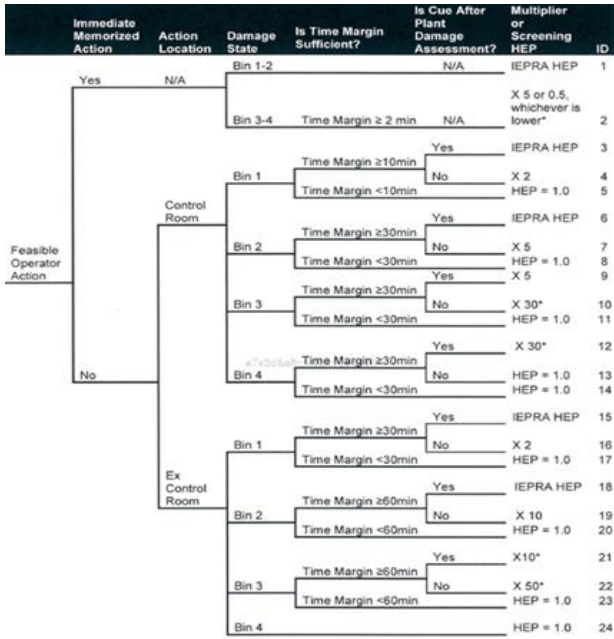 Immediate Memorized Action
Action Location
Damage State
Is Time Margin Sufficient?
Is Cue After Plant Damage Assessment?
Multiplier or Screening HEP
ID
Feasible Operator Action
Yes N/A Bin 1-2 N/A IEPRA HEP 1
Bin 3-4 Time Margin ≥ 2 min N/A X 5 or 0.5, whichever is lower* 2
No
Control Room
Bin 1 Time Margin ≥10min Yes IEPRA HEP 3
No X 2 4
Time Margin <10min HEP = 1.0 5
Bin 2 Time Margin ≥30min Yes IEPRA HEP 6
No X 5 7
Time Margin <30min HEP = 1.0 8
Bin 3 Time Margin ≥30min Yes X 5 9
No X 30* 10
Time Margin <30min HEP = 1.0 11
Bin 4 Time Margin ≥30min Yes X 30* 12
No HEP = 1.0 13
Time Margin <30min HEP = 1.0 14
Ex Control Room
Bin 1 Time Margin ≥30min Yes IEPRA HEP 15
No X 2 16
Time Margin <30min HEP = 1.0 17
Bin 2 Time Margin ≥60min Yes IEPRA HEP 18
No X 10 19
Time Margin <60min HEP = 1.0 20
Bin 3 Time Margin ≥60min Yes X10* 21
No X 50* 22
Time Margin <60min HEP = 1.0 23
Bin 4 HEP = 1.0 24